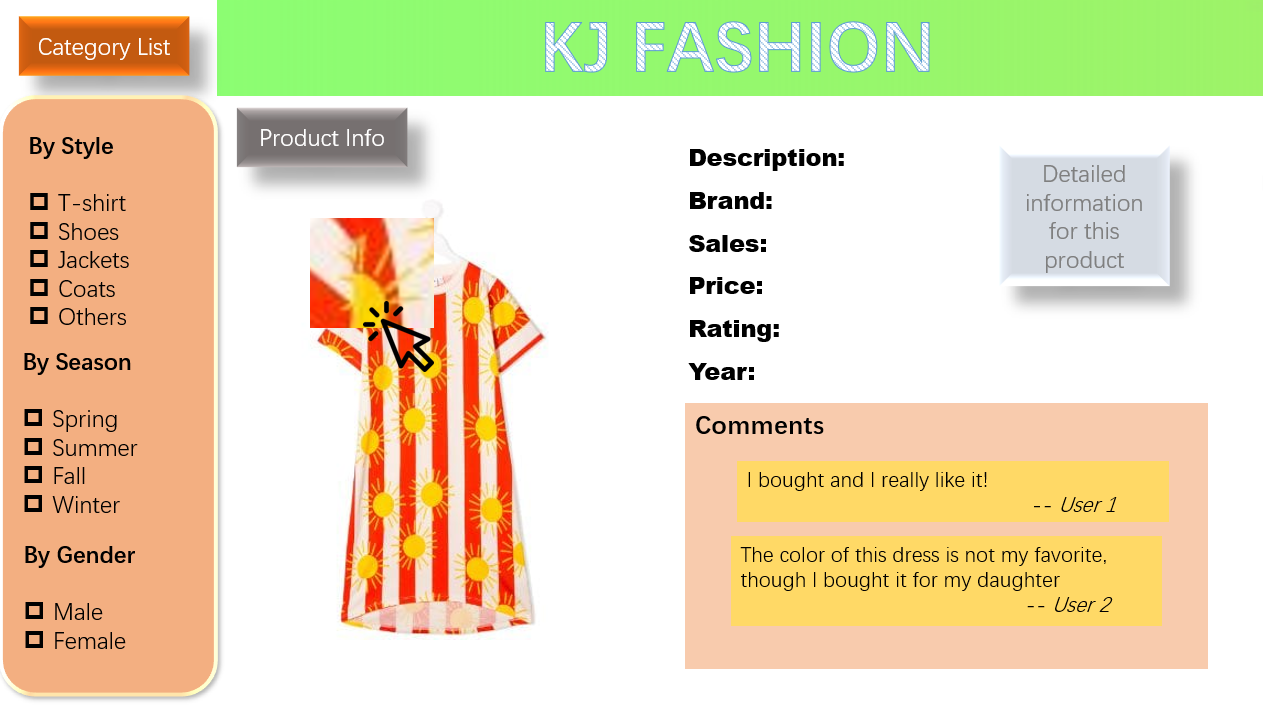 Category List
KJ FASHION
By Style
T-shirt
Shoes
Jackets
Coats
Others
By Season
Spring
Summer
Fall
Winter
By Gender
Male
Female
Product Info
Description:
Brand:
Sales:
Price:
Rating:
Year:
Detailed
information
for this
product
Comments
I bought and I really like it!
-- User 1
The color of this dress is not my favorite,
though I bought it for my daughter
-- User 2